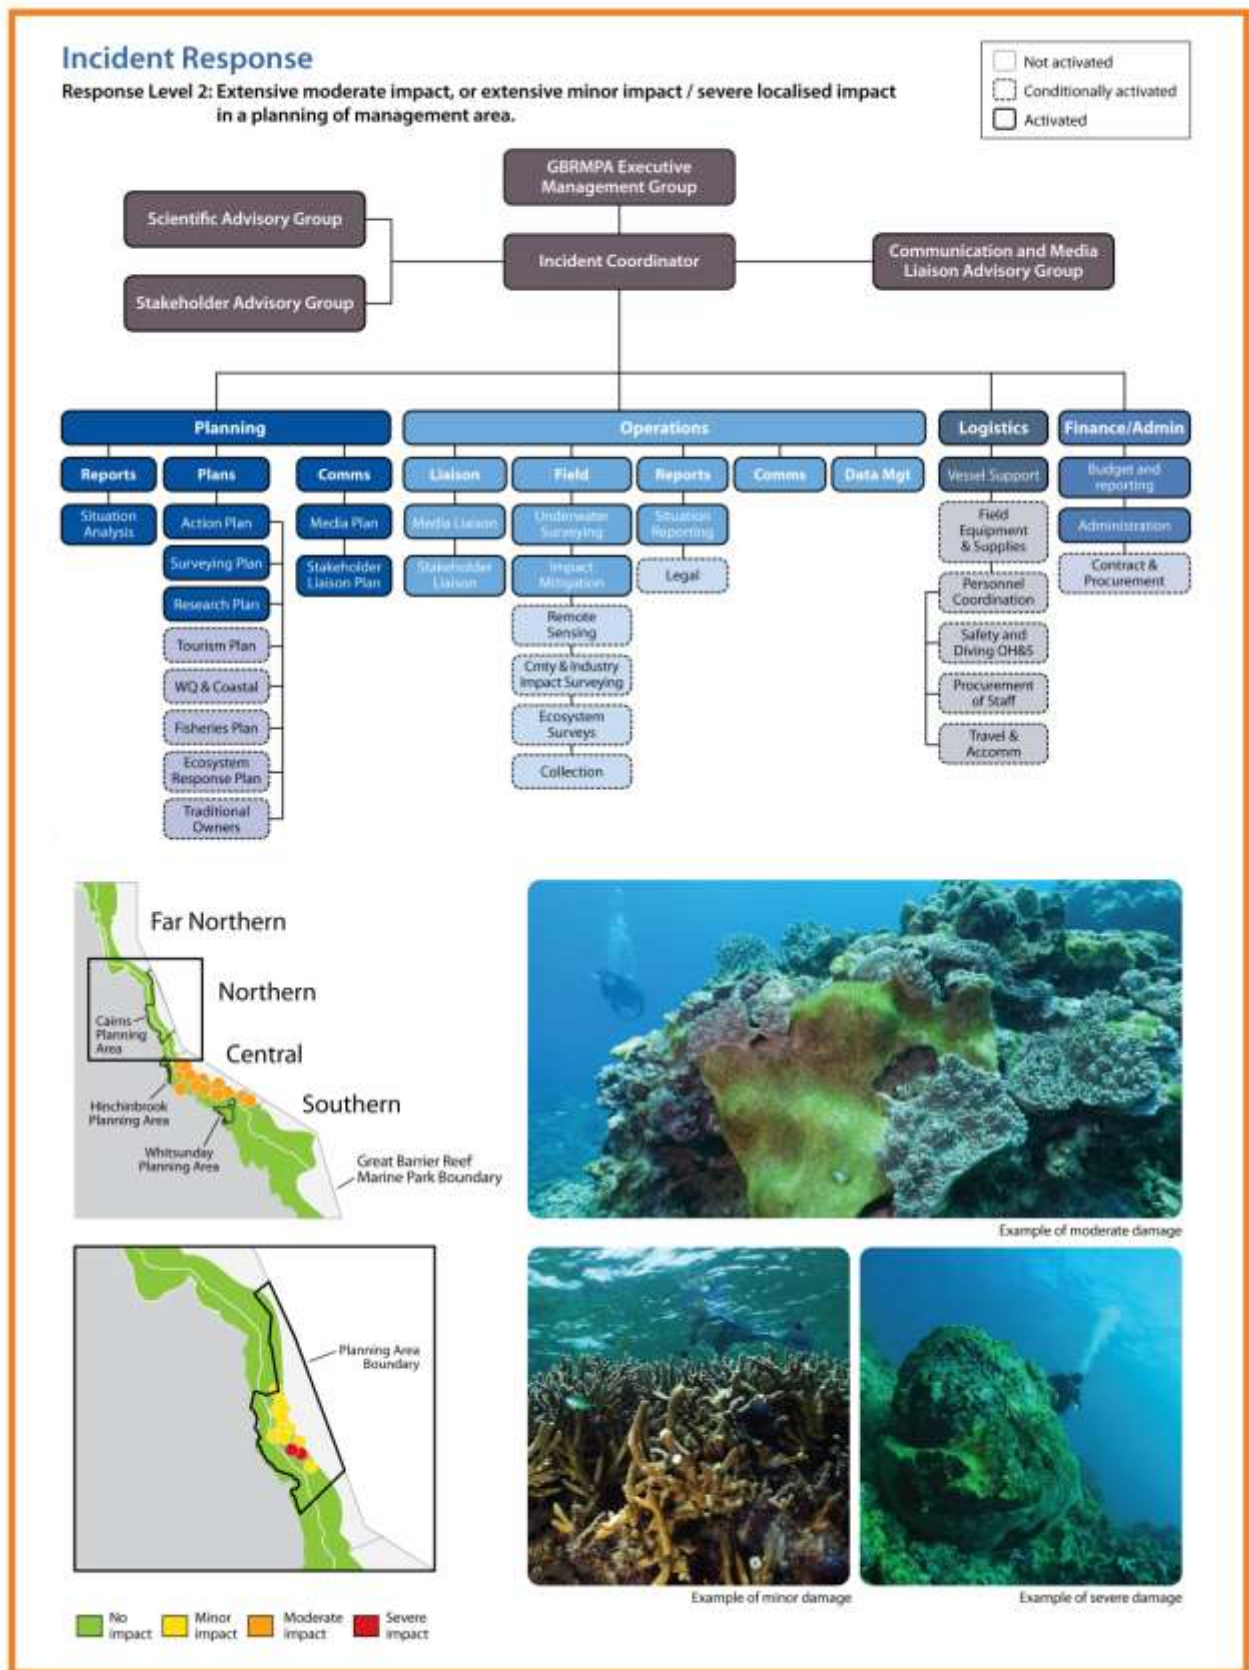 Incident Response
Response Level 2: Extensive moderate impact, or extensive minor impact / severe localised impact
in a planning of management area.
Not activated
Conditionally activated
Activated
GBRMPA Executive
Management Group
Scientific Advisory Group
Incident Coordinator
Communication and Media
Liaison Advisory Group
Stakeholder Advisory Group
Planning
Operations
Logistics
Finance/Admin
Reports
Plans
Comms
Liaison
Field
Reports
Comms
Data Mgt
Vessel Support
Budget and
reporting
Situation
Analysis
Action Plan
Surveying Plan
Research Plan
Tourism Plan
WQ & Coastal
Fisheries Plan
Ecosystem
Response Plan
Traditional
Owners
Media Plan
Stakeholder
Liaison Plan
Media Liaison
Stakeholder
Liaison
Underwater
Surveying
Impact
Mitigation
Remote
Sensing
Cmty & Industry
Impact Surveying
Ecosystem
Surveys
Collection
Situation
Reporting
Legal
Field
Equipment
& Supplies
Personnel
Coordination
Safety and
Diving OH&S
Procurement
of Staff
Travel &
Accomm
Administration
Contract &
Procurement
Far Northern
Northern
Cairns
Planning
Area
Central
Southern
Hinchinbrook
Planning Area
Whitsunday
Planning Area
Great Barrier Reef
Marine Park Boundary
Example of moderate damage
Planning Area
Boundary
Example of minor damage
Example of severe damage
No
impact
Minor
impact
Moderate
impact
Severe
impact